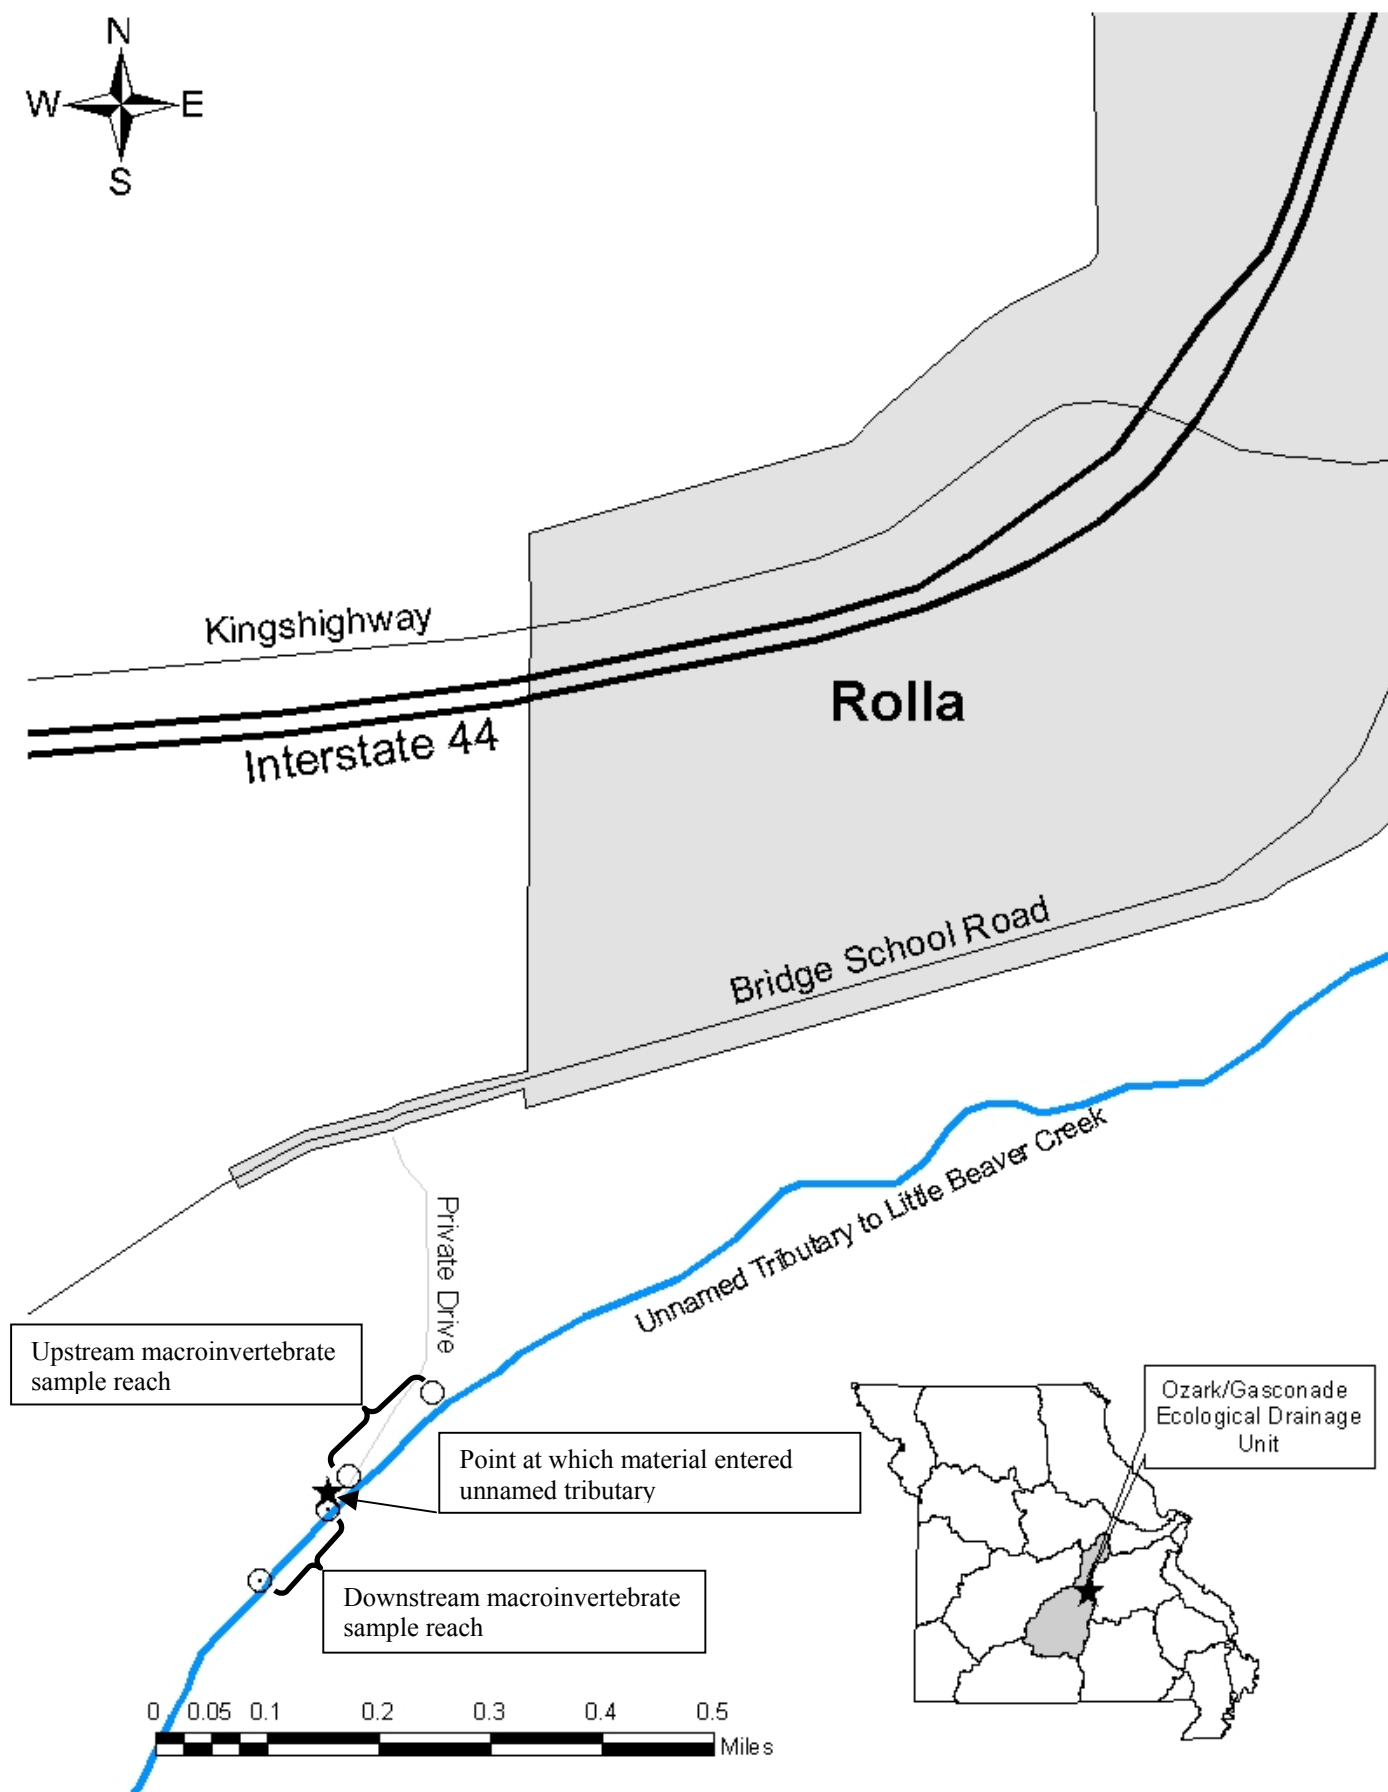 N
W E
S
Kingshighway
Interstate 44
Rolla
Bridge School Road
Unnamed Tributary to Little Beaver Creek
Private Drive
Upstream macroinvertebrate
sample reach
Point at which material entered
unnamed tributary
Downstream macroinvertebrate
sample reach
Ozark/Gasconade
Ecological Drainage
Unit
0 0.05 0.1 0.2 0.3 0.4 0.5
Miles